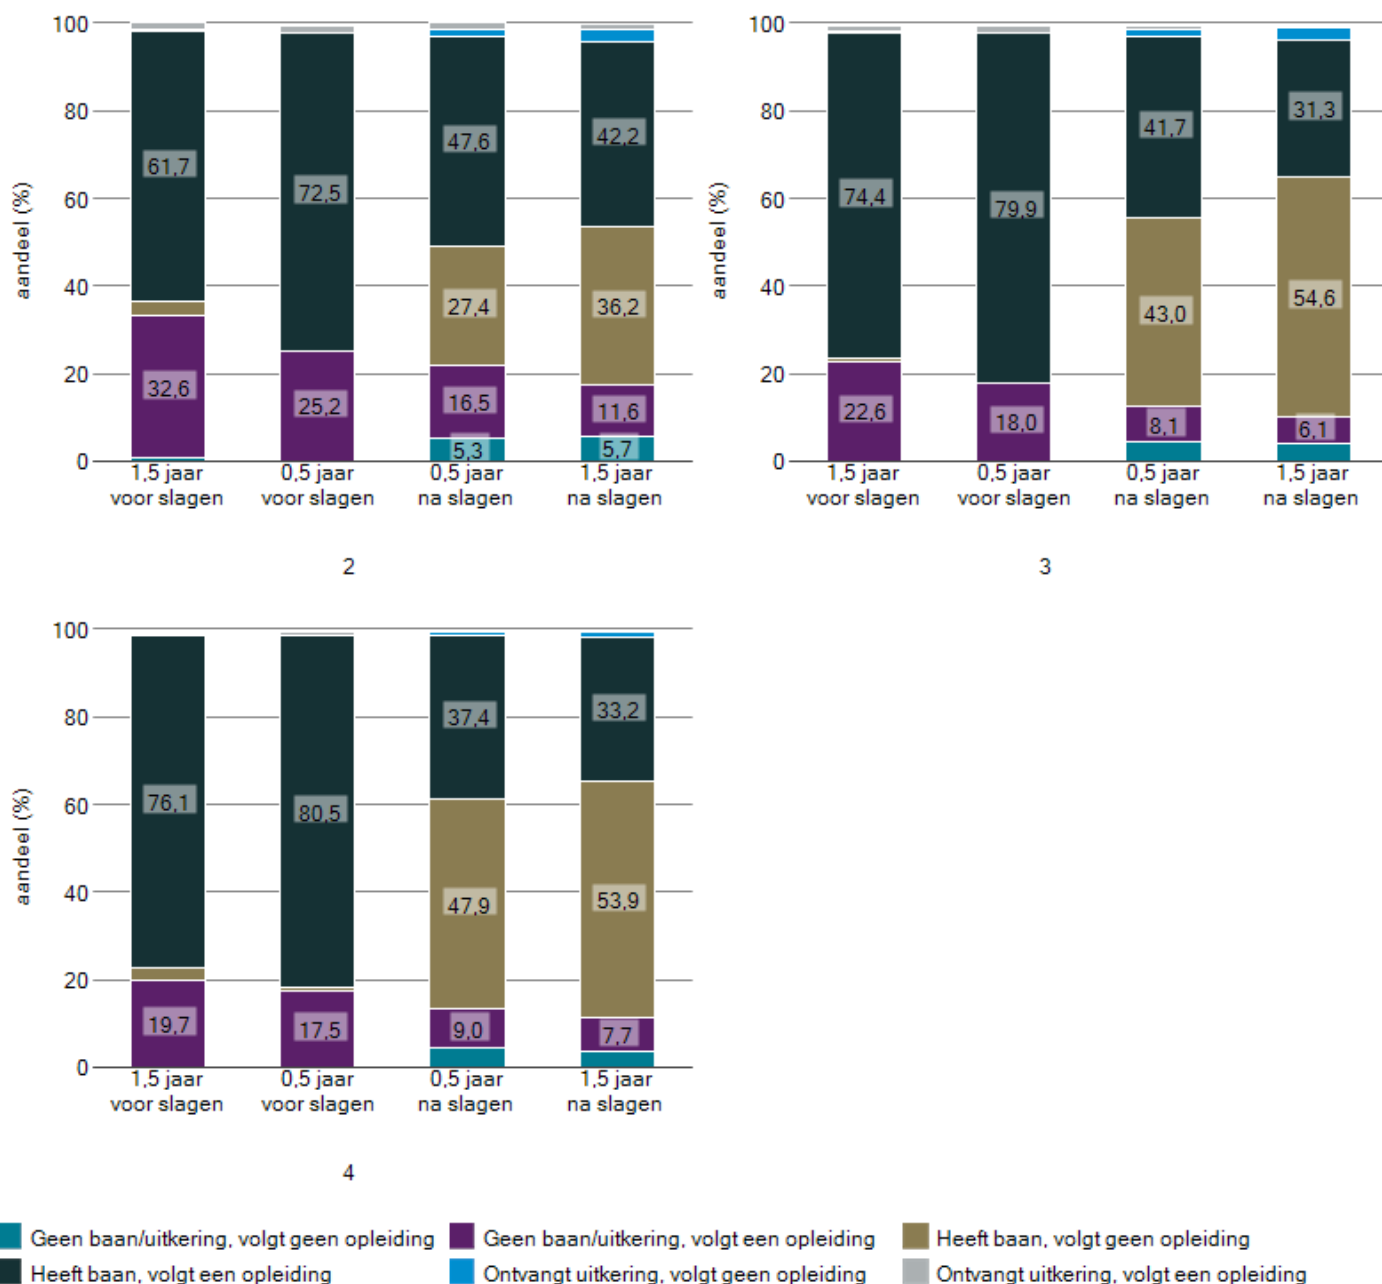 100
80
60
40
20
0
aandeel (%)
61,7
32,6
72,5
25,2
47,6
27,4
16,5
5,3
42,2
36,2
11,6
5,7
1,5 jaar voor slagen
0,5 jaar voor slagen
0,5 jaar na slagen
1,5 jaar na slagen
2
100
80
60
40
20
0
aandeel (%)
74,4
22,6
79,9
18,0
41,7
43,0
8,1
31,3
54,6
6,1
1,5 jaar voor slagen
0,5 jaar voor slagen
0,5 jaar na slagen
1,5 jaar na slagen
3
100
80
60
40
20
0
aandeel (%)
76,1
19,7
80,5
17,5
37,4
47,9
9,0
33,2
53,9
7,7
1,5 jaar voor slagen
0,5 jaar voor slagen
0,5 jaar na slagen
1,5 jaar na slagen
4
Geen baan/uitkering, volgt geen opleiding
Geen baan/uitkering, volgt een opleiding
Heeft baan, volgt geen opleiding
Heeft baan, volgt een opleiding
Ontvangt uitkering, volgt geen opleiding
Ontvangt uitkering, volgt een opleiding